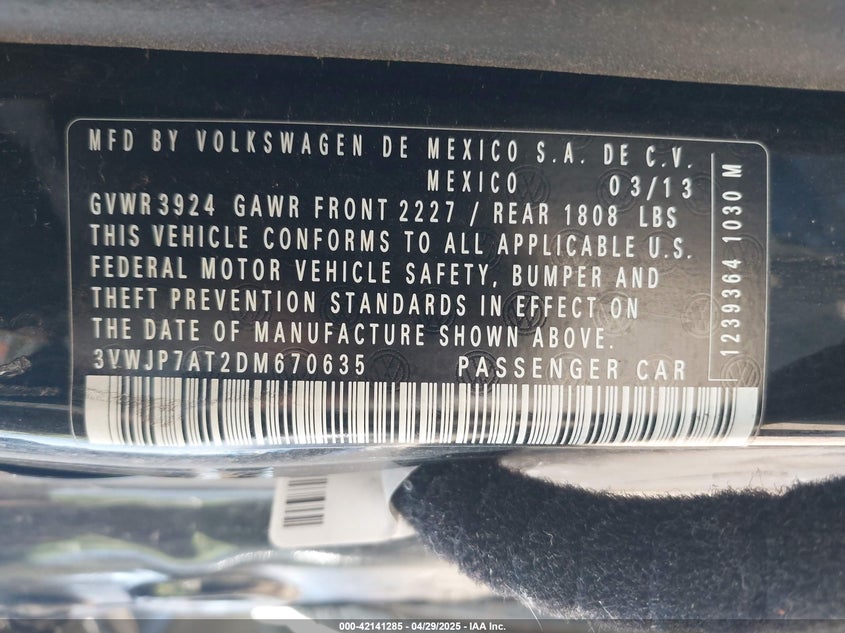 MFD BY VOLKSWAGEN DE MEXICO S.A. DE C.V.
MEXICO 03/13
GVWR3924 GAWR FRONT 2227 / REAR 1808 LBS
THIS VEHICLE CONFORMS TO ALL APPLICABLE U.S.
FEDERAL MOTOR VEHICLE SAFETY, BUMPER AND
THEFT PREVENTION STANDARDS IN EFFECT ON
THE DATE OF MANUFACTURE SHOWN ABOVE.
3VWJP7AT2DM670635 PASSENGER CAR
1239364 1030 M
000-42141285 - 04/29/2025 - IAA Inc.